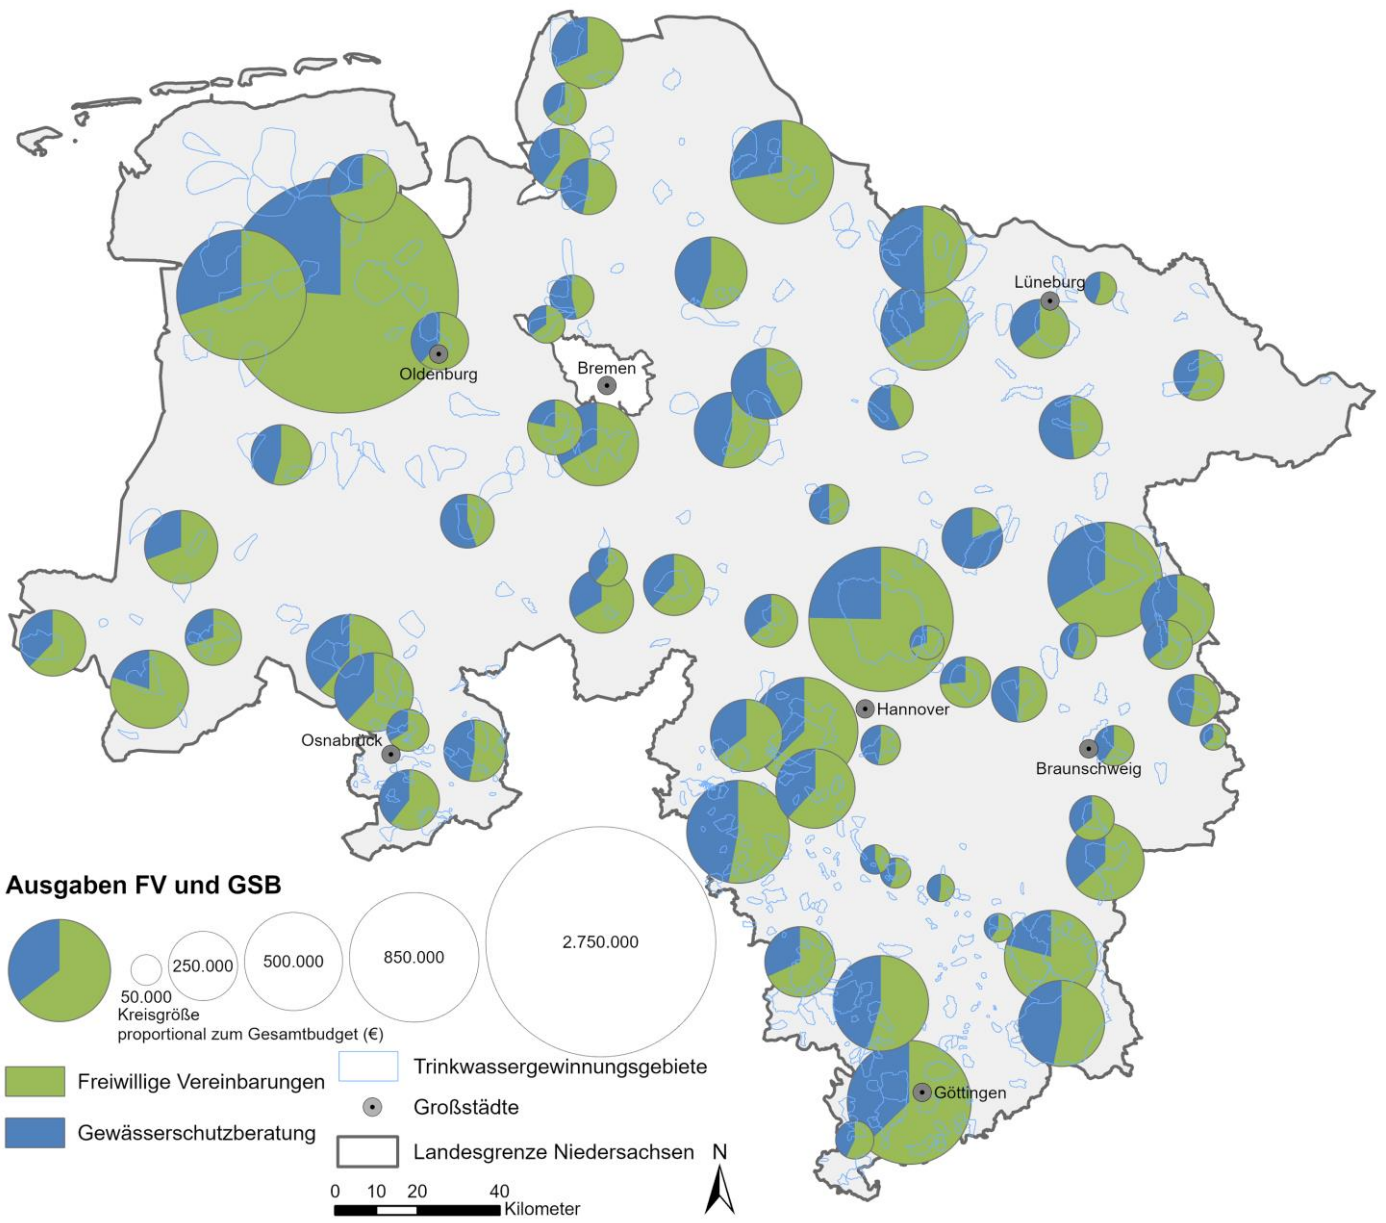 Lüneburg
Bremen
Oldenburg
Hannover
Osnabrück
Braunschweig
Göttingen
Ausgaben FV und GSB
50.000
250.000
500.000
850.000
2.750.000
Kreisgröße
proportional zum Gesamtbudget (€)
Freiwillige Vereinbarungen
Gewässerschutzberatung
Trinkwassergewinnungsgebiete
Großstädte
Landesgrenze Niedersachsen
N
0 10 20 40
Kilometer